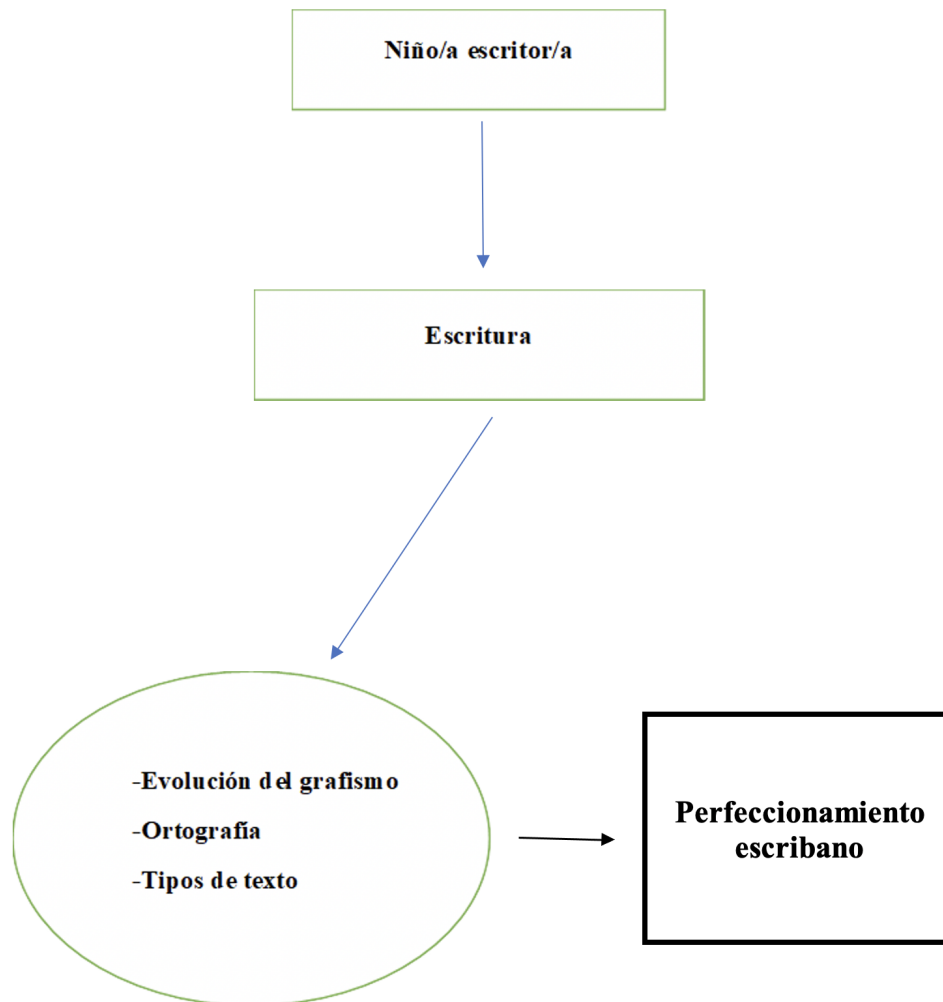 Niño/a escritor/a
Escritura
-Evolución del grafismo
-Ortografía
-Tipos de texto
Perfeccionamiento
escribano